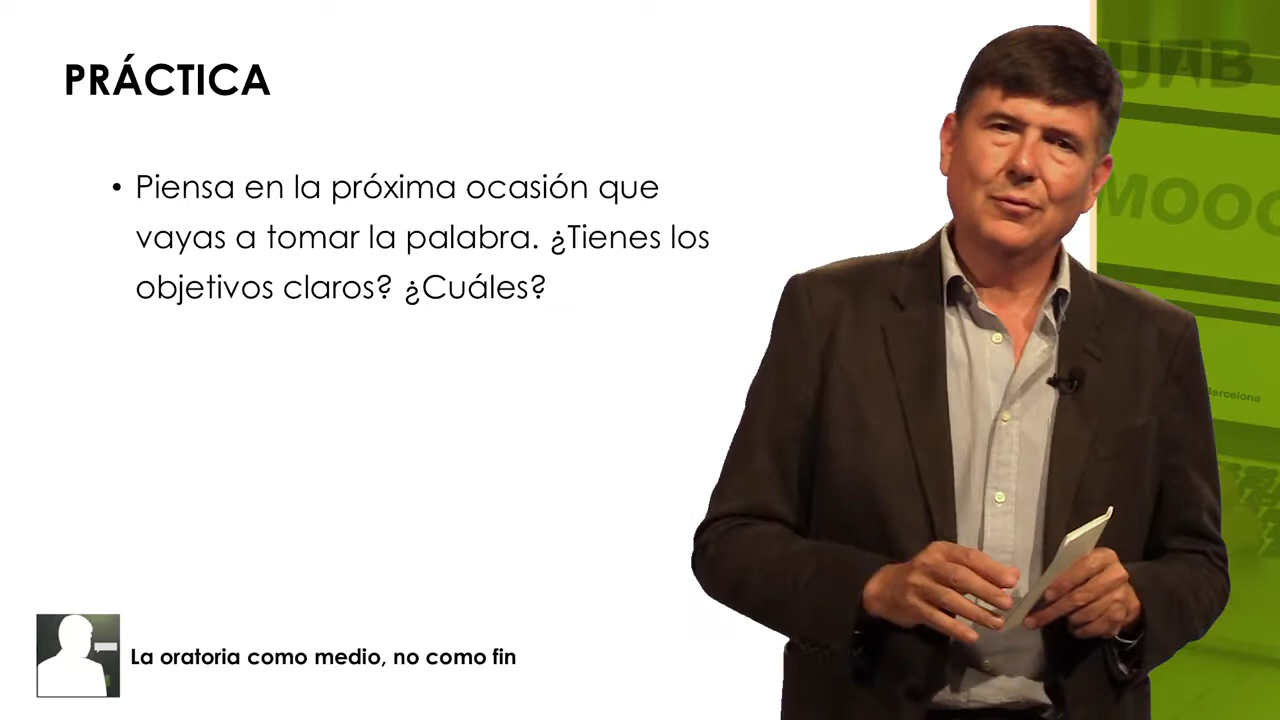 PRÁCTICA
UAB
• Piensa en la próxima ocasión que
vayas a tomar la palabra. ¿Tienes los
objetivos claros? ¿Cuáles?
MOOC
Barcelona
La oratoria como medio, no como fin